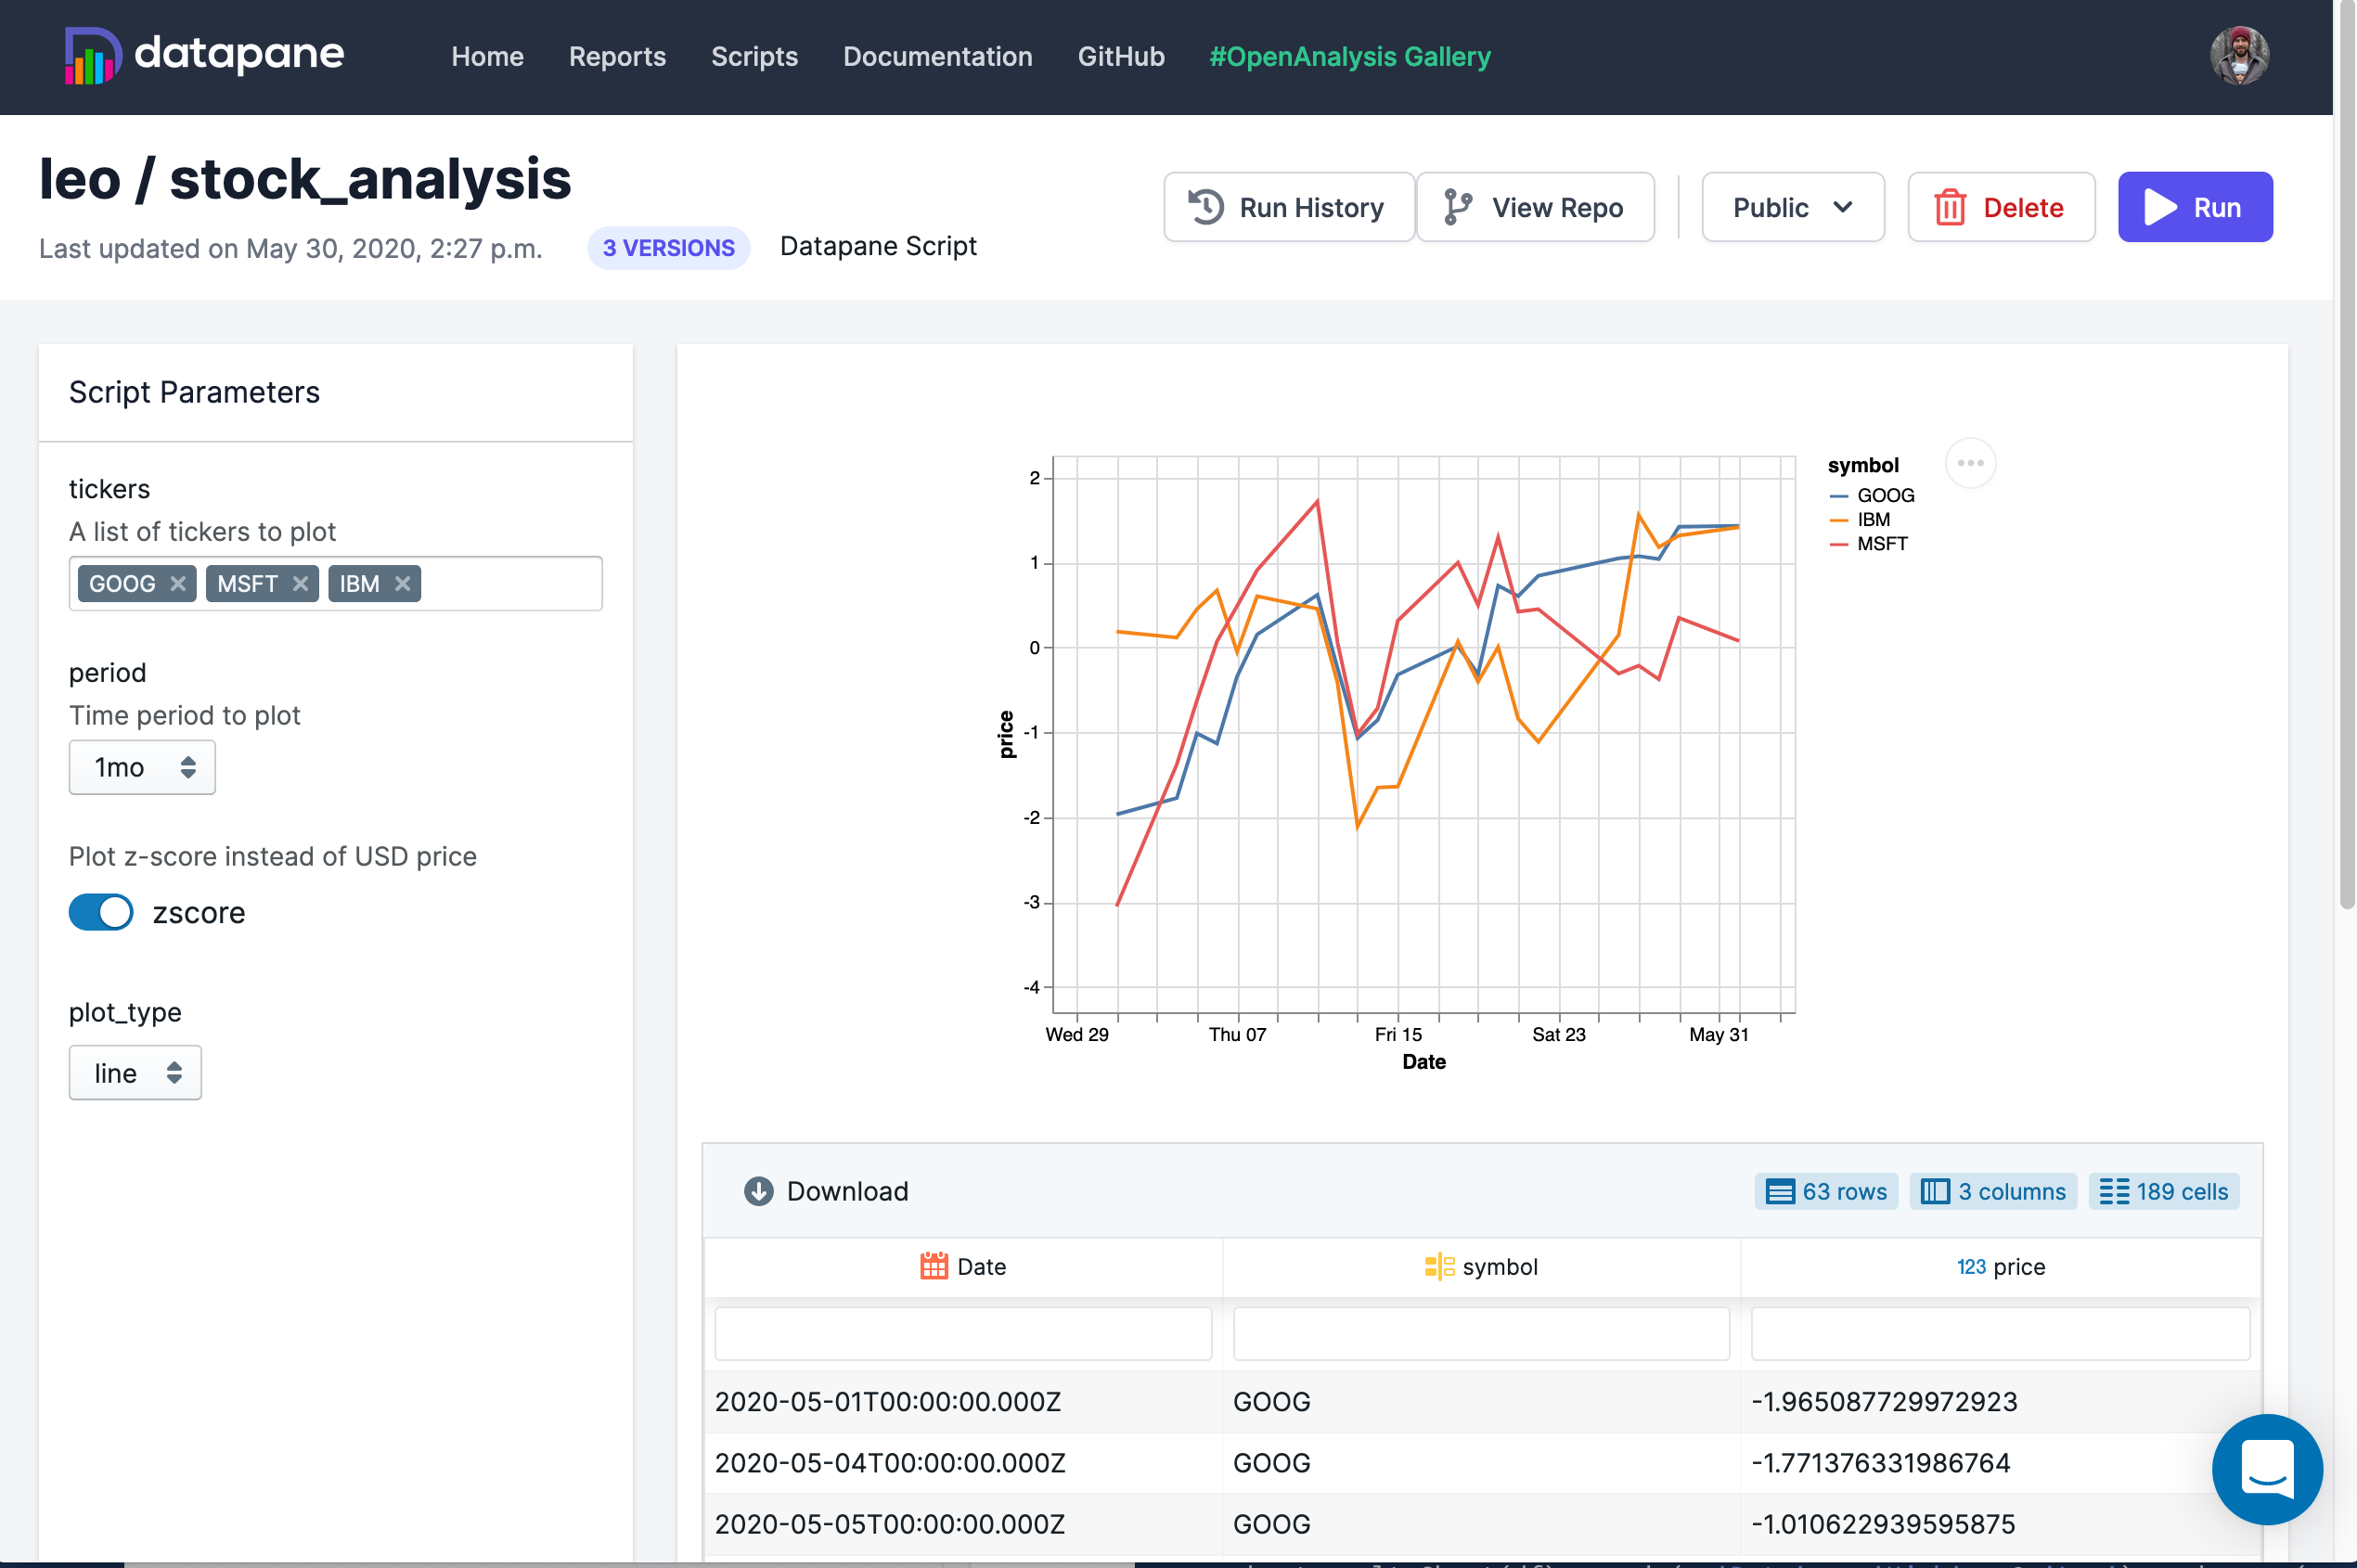 datapane
Home Reports Scripts Documentation GitHub #OpenAnalysis Gallery
leo / stock_analysis
Last updated on May 30, 2020, 2:27 p.m. 3 VERSIONS Datapane Script
Run History View Repo Public Delete Run
Script Parameters
tickers
A list of tickers to plot
GOOG MSFT IBM
period
Time period to plot
1mo
Plot z-score instead of USD price
zscore
plot_type
line
symbol
GOOG
IBM
MSFT
2
1
0
-1
-2
-3
-4
price
Wed 29 Thu 07 Fri 15 Sat 23 May 31
Date
Download 63 rows 3 columns 189 cells
Date symbol 123 price
2020-05-01T00:00:00.000Z GOOG -1.965087729972923
2020-05-04T00:00:00.000Z GOOG -1.771376331986764
2020-05-05T00:00:00.000Z GOOG -1.010622939595875